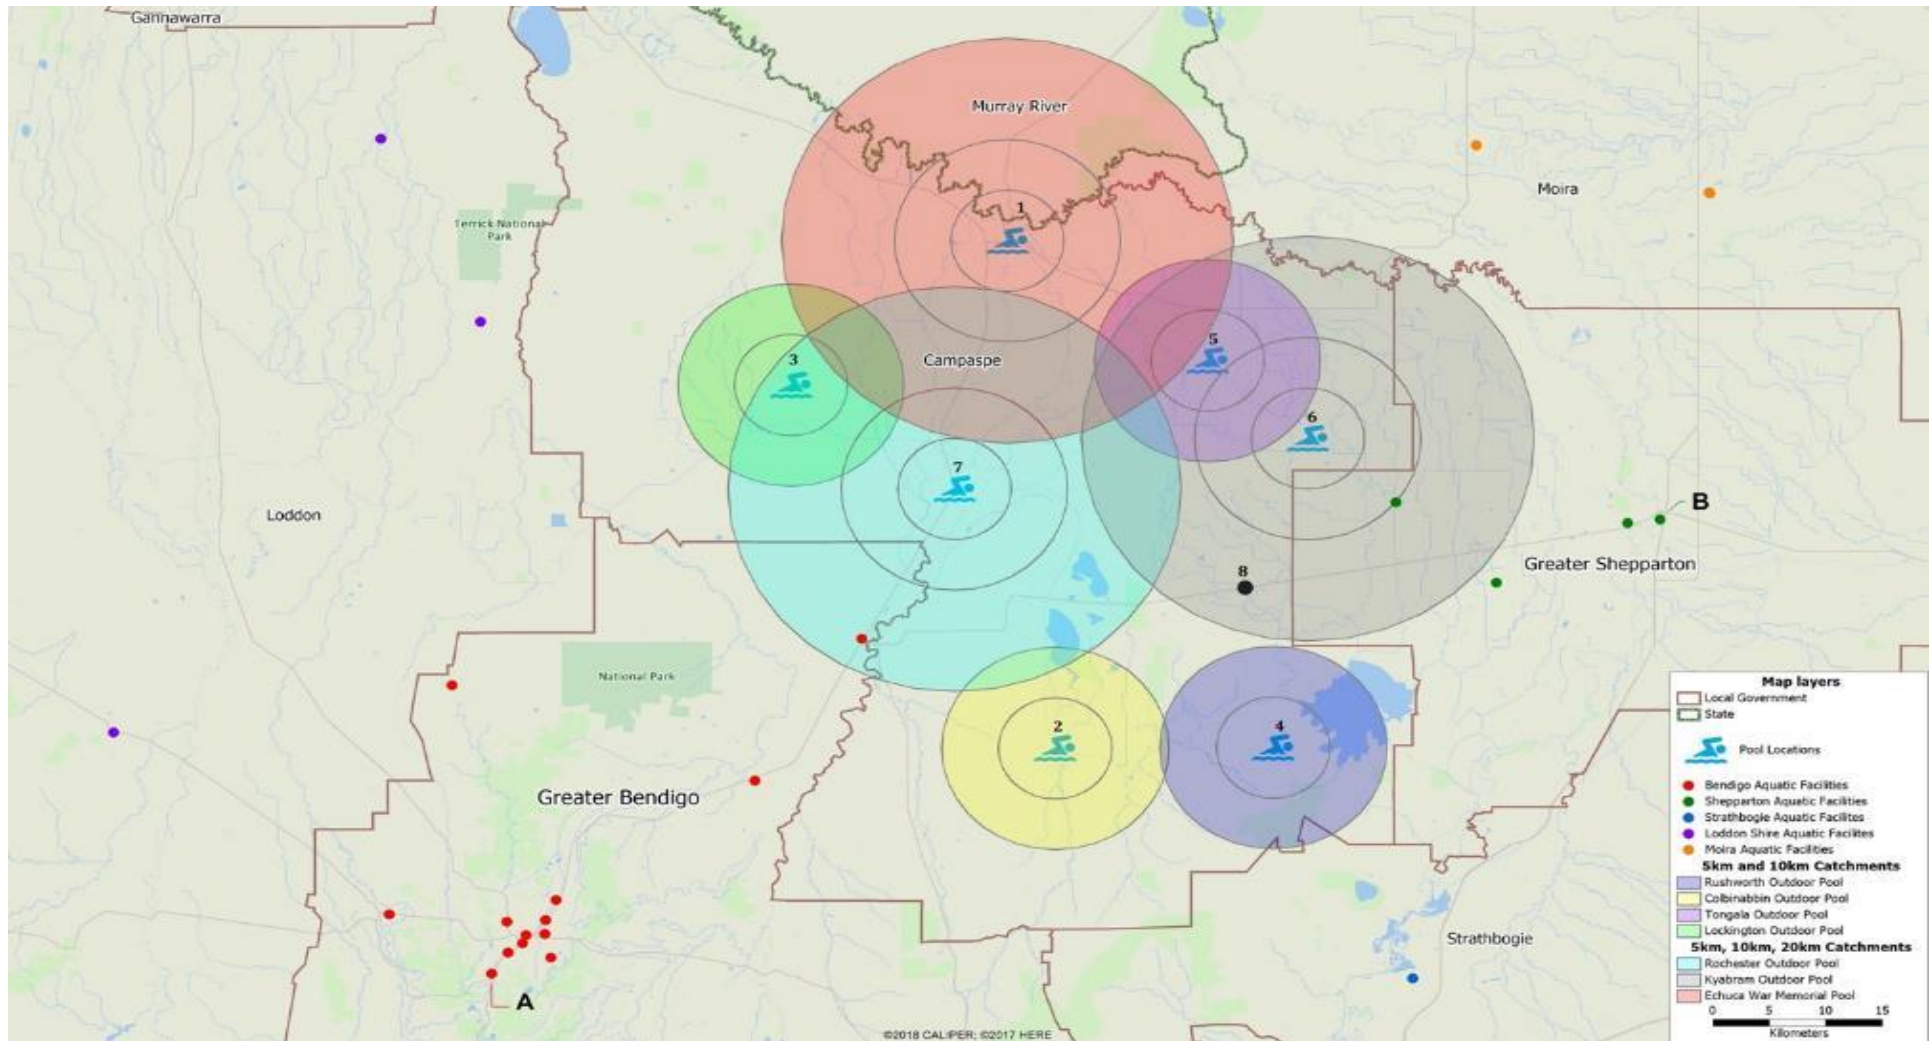 Gannawarra
Murray River
Moira
Terrick National
Park
1
5
3
Campaspe
6
7
B
Loddon
Greater Shepparton
8
National Park
2
4
Greater Bendigo
Strathbogie
A
©2018 CALIPER; ©2017 HERE
Map layers
Local Government
State
Pool Locations
Bendigo Aquatic Facilities
Shepparton Aquatic Facilities
Strathbogie Aquatic Facilites
Loddon Shire Aquatic Facilites
Moira Aquatic Facilities
5km and 10km Catchments
Rushworth Outdoor Pool
Colbinabbin Outdoor Pool
Tongala Outdoor Pool
Lockington Outdoor Pool
5km, 10km, 20km Catchments
Rochester Outdoor Pool
Kyabram Outdoor Pool
Echuca War Memorial Pool
0 5 10 15
Kilometers